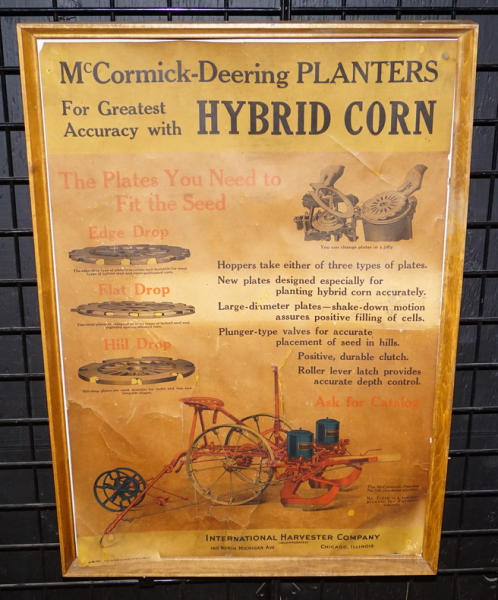 McCormick-Deering PLANTERS
For Greatest
Accuracy with HYBRID CORN
The Plates You Need to
Fit the Seed
You can change plates in a jiffy
Edge Drop
Flat Drop
Hill Drop
Hoppers take either of three types of plates.
New plates designed especially for
planting hybrid corn accurately.
Large-diameter plates—shake-down motion
assures positive filling of cells.
Plunger-type valves for accurate
placement of seed in hills.
Positive, durable clutch.
Roller lever latch provides
accurate depth control.
Ask for Catalog
The McCormick-Deering
INTERNATIONAL HARVESTER COMPANY
INCORPORATED
180 NORTH MICHIGAN AVE. CHICAGO, ILLINOIS